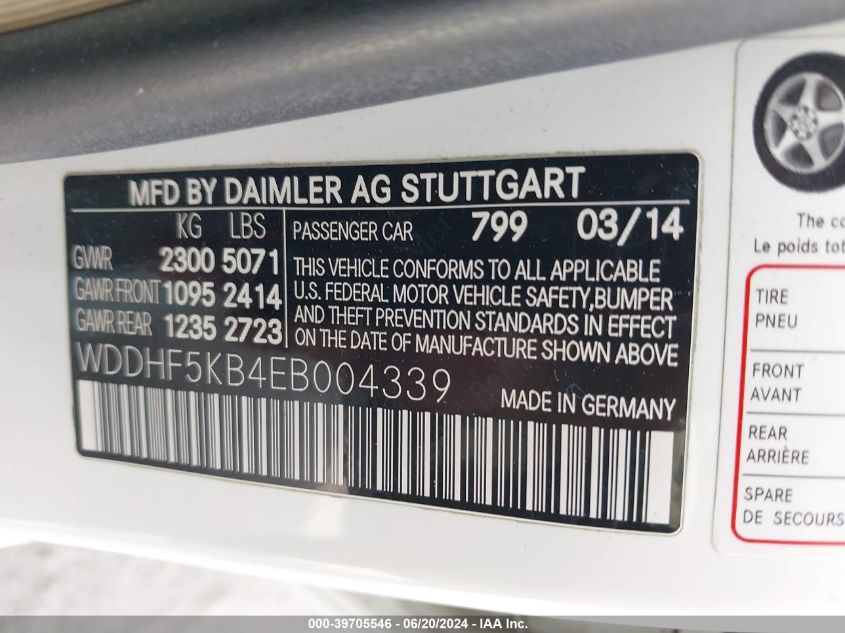 MFD BY DAIMLER AG STUTTGART
KG LBS
GVWR 2300 5071
GAWR FRONT 1095 2414
GAWR REAR 1235 2723
PASSENGER CAR 799 03/14
THIS VEHICLE CONFORMS TO ALL APPLICABLE
U.S. FEDERAL MOTOR VEHICLE SAFETY, BUMPER
AND THEFT PREVENTION STANDARDS IN EFFECT
ON THE DATE OF MANUFACTURE SHOWN ABOVE
WDDHF5KB4EB004339
MADE IN GERMANY
The
Le poids
TIRE
PNEU
FRONT
AVANT
REAR
ARRIÈRE
SPARE
DE SECOURS
000-39705546 - 06/20/2024 - IAA Inc.